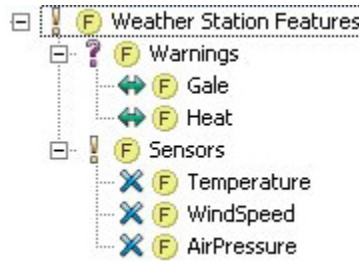 F Weather Station Features
F Warnings
F Gale
F Heat
F Sensors
F Temperature
F WindSpeed
F AirPressure